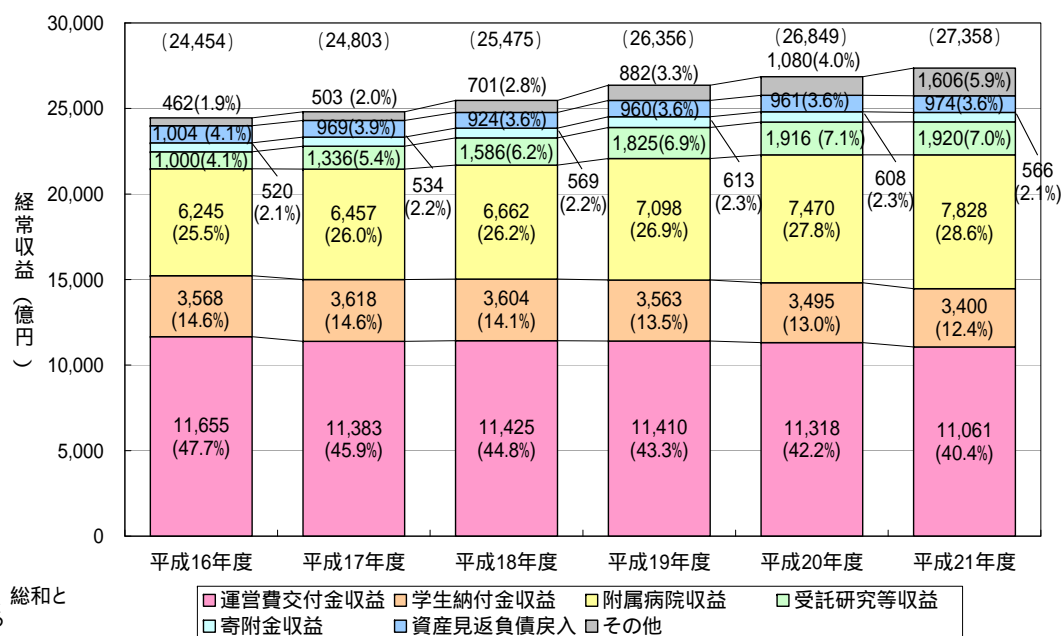 30,000
(24,454) (24,803) (25,475) (26,356) (26,849) (27,358)
462(1.9%) 503 (2.0%) 701(2.8%) 882(3.3%) 1,080(4.0%) 1,606(5.9%)
25,000
1,004 (4.1%) 969(3.9%) 924(3.6%) 960(3.6%) 961(3.6%) 974(3.6%)
1,000(4.1%) 1,336(5.4%) 1,586(6.2%) 1,825(6.9%) 1,916 (7.1%) 1,920(7.0%)
520 534 569 613 608 566
(2.1%) (2.2%) (2.2%) (2.3%) (2.3%) (2.1%)
20,000
6,245 6,457 6,662 7,098 7,470 7,828
(25.5%) (26.0%) (26.2%) (26.9%) (27.8%) (28.6%)
経常収益(億円)
15,000
3,568 3,618 3,604 3,563 3,495 3,400
(14.6%) (14.6%) (14.1%) (13.5%) (13.0%) (12.4%)
10,000
11,655 11,383 11,425 11,410 11,318 11,061
(47.7%) (45.9%) (44.8%) (43.3%) (42.2%) (40.4%)
5,000
0
平成16年度 平成17年度 平成18年度 平成19年度 平成20年度 平成21年度
総和と
運営費交付金収益 学生納付金収益 附属病院収益 受託研究等収益
寄附金収益 資産見返負債戻入 その他